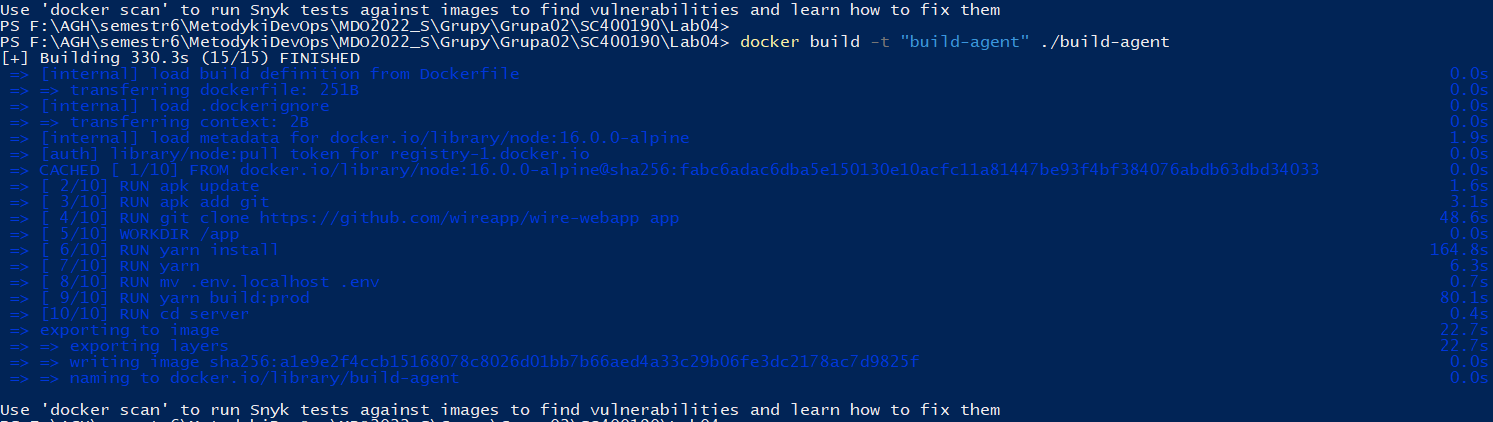 Use 'docker scan' to run Snyk tests against images to find vulnerabilities and learn how to fix them
PS F:\AGH\semestr6\MetodykiDevOps\MDO2022_S\Grupy\Grupa02\SC400190\Lab04>
PS F:\AGH\semestr6\MetodykiDevOps\MDO2022_S\Grupy\Grupa02\SC400190\Lab04> docker build -t "build-agent" ./build-agent
[+] Building 330.3s (15/15) FINISHED
=> [internal] load build definition from Dockerfile 0.0s
=> => transferring dockerfile: 251B 0.0s
=> [internal] load .dockerignore 0.0s
=> => transferring context: 2B 0.0s
=> [internal] load metadata for docker.io/library/node:16.0.0-alpine 1.9s
=> [auth] library/node:pull token for registry-1.docker.io 0.0s
=> CACHED [ 1/10] FROM docker.io/library/node:16.0.0-alpine@sha256:fabc6adac6dba5e150130e10acfc11a81447be93f4bf384076abdb63dbd34033 0.0s
=> [ 2/10] RUN apk update 1.6s
=> [ 3/10] RUN apk add git 3.1s
=> [ 4/10] RUN git clone https://github.com/wireapp/wire-webapp app 48.6s
=> [ 5/10] WORKDIR /app 0.0s
=> [ 6/10] RUN yarn install 164.8s
=> [ 7/10] RUN yarn 6.3s
=> [ 8/10] RUN mv .env.localhost .env 0.7s
=> [ 9/10] RUN yarn build:prod 80.1s
=> [10/10] RUN cd server 0.4s
=> exporting to image 22.7s
=> => exporting layers 22.7s
=> => writing image sha256:a1e9e2f4ccb15168078c8026d01bb7b66aed4a33c29b06fe3dc2178ac7d9825f 0.0s
=> => naming to docker.io/library/build-agent 0.0s
Use 'docker scan' to run Snyk tests against images to find vulnerabilities and learn how to fix them
PS F:\AGH\semestr6\MetodykiDevOps\MDO2022_S\Grupy\Grupa02\SC400190\Lab04>